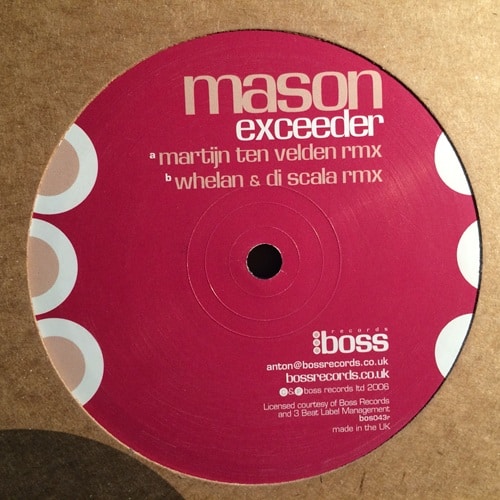 mason
exceeder
a martijn ten velden rmx
b whelan & di scala rmx
records
boss
anton@bossrecords.co.uk
bossrecords.co.uk
℗&© boss records ltd 2006
Licensed courtesy of Boss Records
and 3 Beat Label Management
bos043r
made in the UK